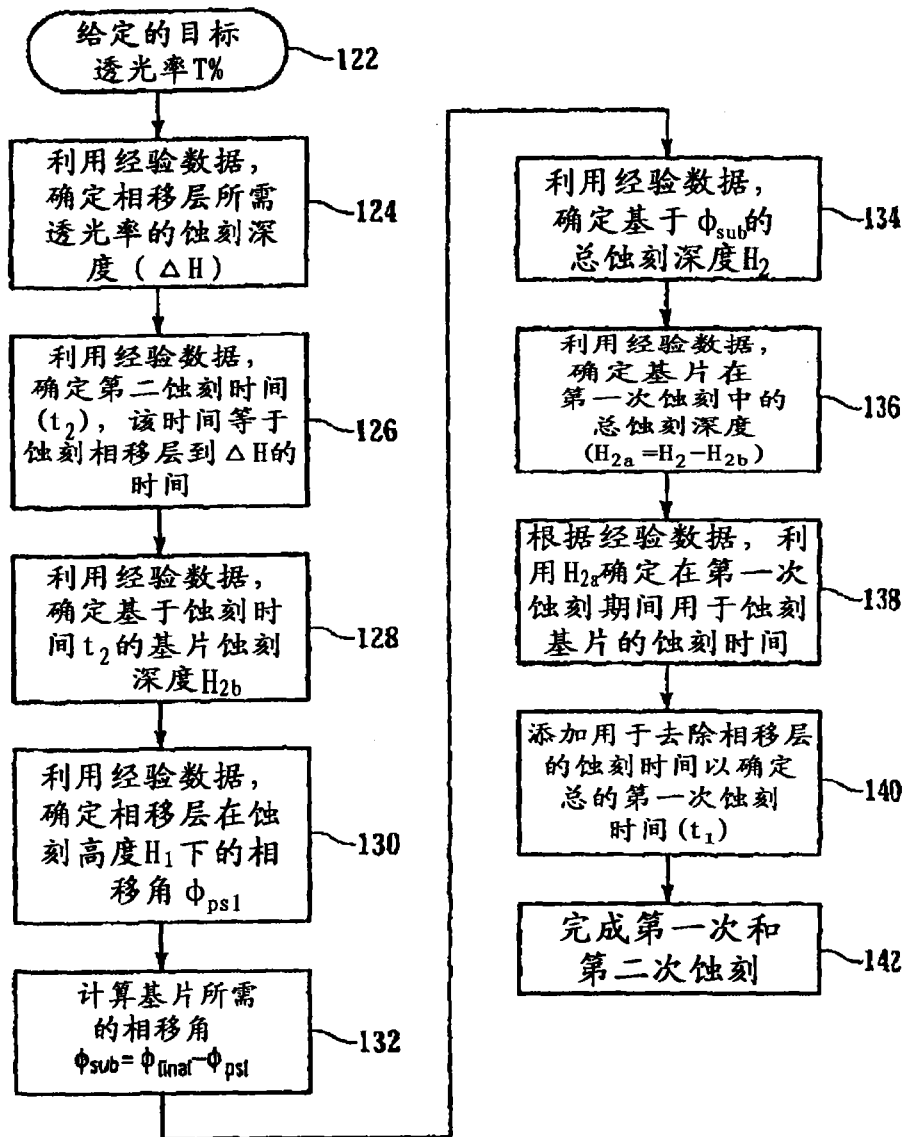 给定的目标
透光率T%
122
利用经验数据，
确定相移层所需
透光率的蚀刻深
度（△H）
124
利用经验数据，
确定第二蚀刻时间
(t₂)，该时间等于
蚀刻相移层到△H的
时间
126
利用经验数据，
确定基于蚀刻时
间t₂的基片蚀刻
深度H₂b
128
利用经验数据，
确定相移层在蚀
刻高度H₁下的相
移角 ϕps1
130
计算基片所需
的相移角
ϕsub=ϕfinal-ϕpsl
132
利用经验数据，
确定基于ϕsub的
总蚀刻深度H₂
134
利用经验数据，
确定基片在
第一次蚀刻中的
总蚀刻深度
(H₂a=H₂-H₂b)
136
根据经验数据，利
用H₂a确定在第一次
蚀刻期间用于蚀刻
基片的蚀刻时间
138
添加用于去除相移层
的蚀刻时间以确定
总的第一次蚀刻
时间(t₁)
140
完成第一次和
第二次蚀刻
142